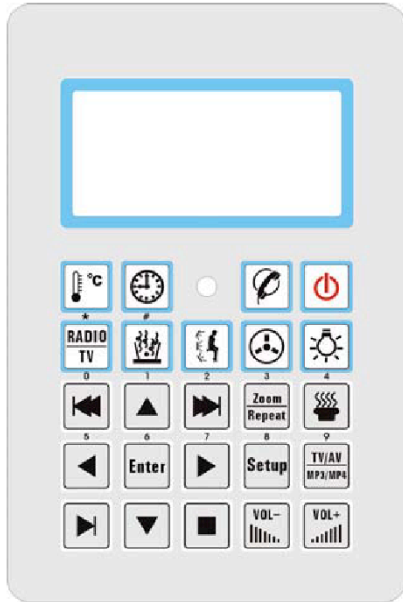 °C
* #
RADIO
TV
0 1 2 3 4
Zoom
Repeat
5 6 7 8 9
Enter Setup TV/AV
MP3/MP4
VOL- VOL+